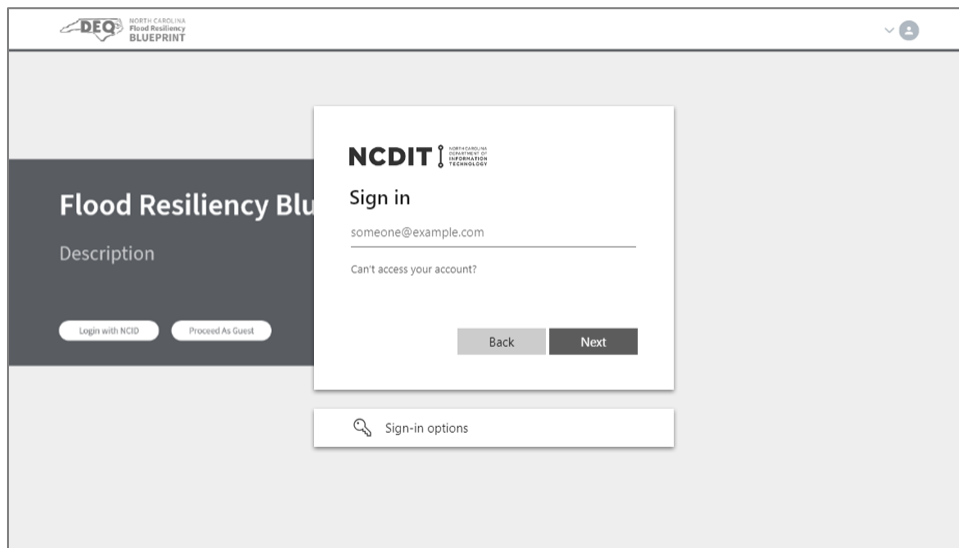 DEQ
NORTH CAROLINA
Flood Resiliency
BLUEPRINT
NCDIT
NORTH CAROLINA
DEPARTMENT OF
INFORMATION
TECHNOLOGY
Sign in
someone@example.com
Can't access your account?
Back
Next
Sign-in options
Flood Resiliency Blu
Description
Login with NCID
Proceed As Guest